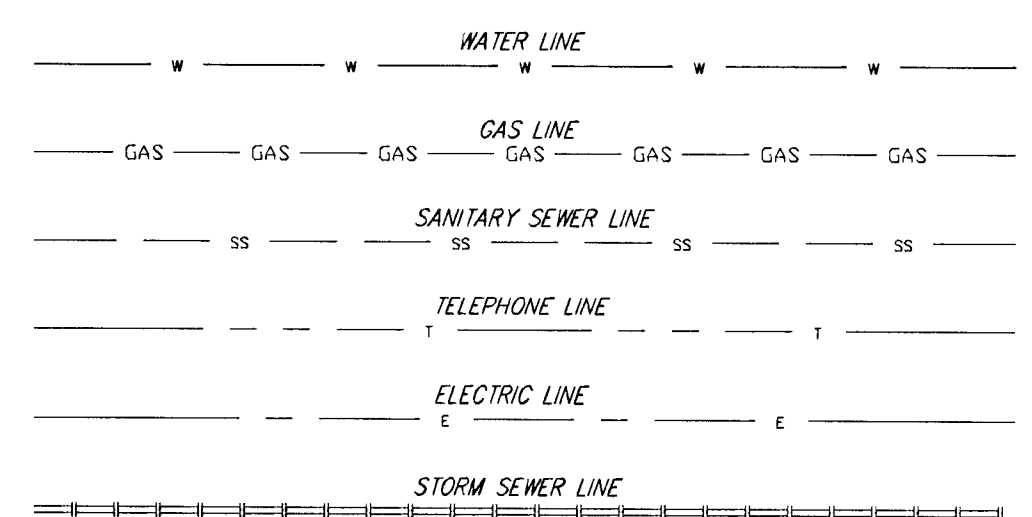 WATER LINE
W W W W W
GAS LINE
GAS GAS GAS GAS GAS GAS GAS
SANITARY SEWER LINE
SS SS SS SS
TELEPHONE LINE
T T
ELECTRIC LINE
E E
STORM SEWER LINE